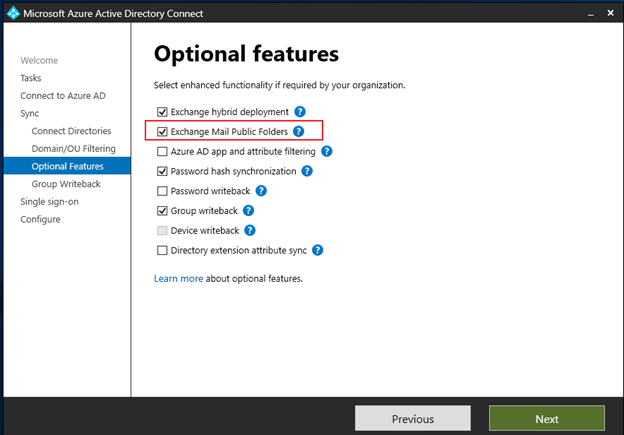 Microsoft Azure Active Directory Connect
Welcome
Tasks
Connect to Azure AD
Sync
Connect Directories
Domain/OU Filtering
Optional Features
Group Writeback
Single sign-on
Configure
Optional features
Select enhanced functionality if required by your organization.
Exchange hybrid deployment ?
Exchange Mail Public Folders ?
Azure AD app and attribute filtering ?
Password hash synchronization ?
Password writeback ?
Group writeback ?
Device writeback ?
Directory extension attribute sync ?
Learn more about optional features.
Previous
Next